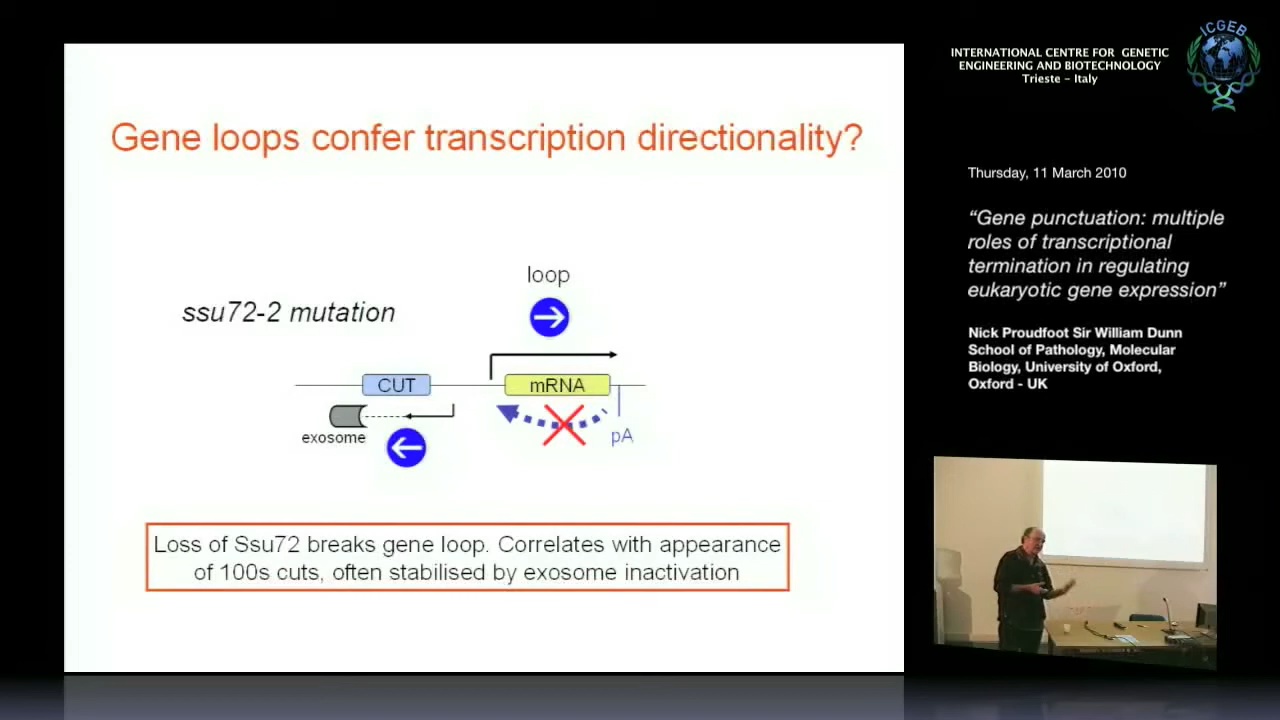 Gene loops confer transcription directionality?
loop
ssu72-2 mutation
CUT
mRNA
exosome
pA
Loss of Ssu72 breaks gene loop. Correlates with appearance
of 100s cuts, often stabilised by exosome inactivation
INTERNATIONAL CENTRE FOR GENETIC
ENGINEERING AND BIOTECHNOLOGY
Trieste - Italy
ICGEB
Thursday, 11 March 2010
“Gene punctuation: multiple
roles of transcriptional
termination in regulating
eukaryotic gene expression”
Nick Proudfoot Sir William Dunn
School of Pathology, Molecular
Biology, University of Oxford,
Oxford - UK